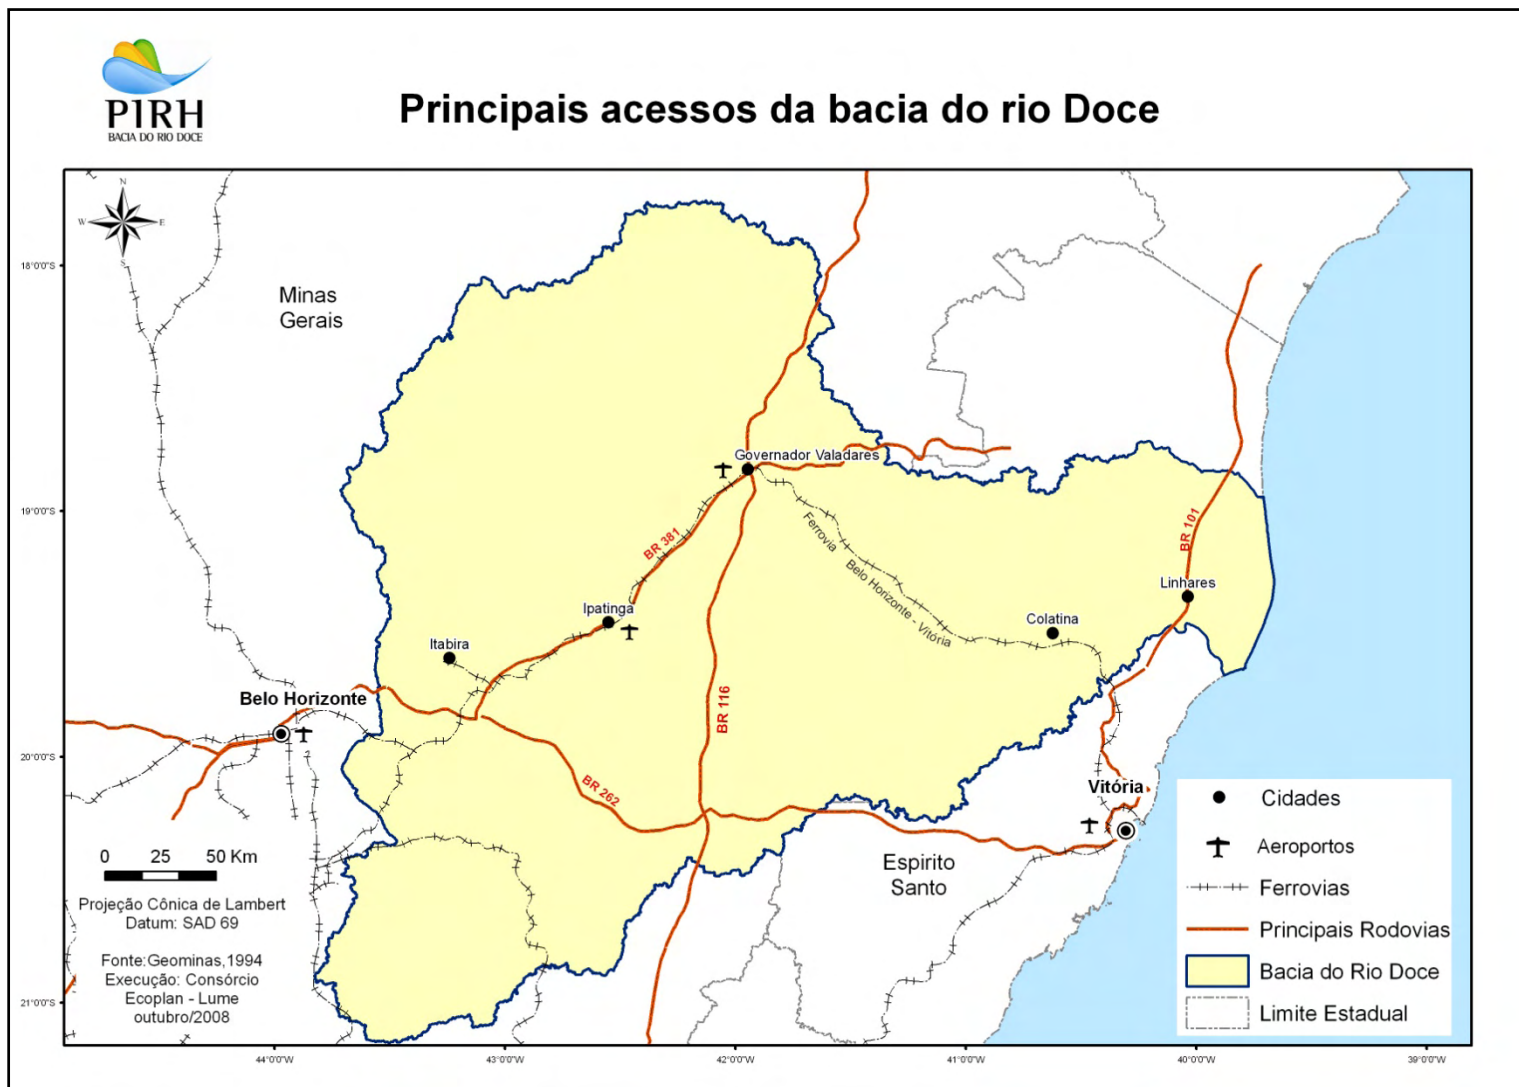 PIRH
BACIA DO RIO DOCE
Principais acessos da bacia do rio Doce
N
W
E
S
18°0'0"S
19°0'0"S
20°0'0"S
21°0'0"S
Minas
Gerais
Governador Valadares
BR 381
Ferrovia
Belo Horizonte - Vitória
BR 101
Linhares
Ipatinga
Colatina
Itabira
Belo Horizonte
BR 116
BR 262
Vitória
Espirito
Santo
0 25 50 Km
Projeção Cônica de Lambert
Datum: SAD 69
Fonte:Geominas,1994
Execução: Consórcio
Ecoplan - Lume
outubro/2008
Cidades
Aeroportos
Ferrovias
Principais Rodovias
Bacia do Rio Doce
Limite Estadual
44°0'0"W
43°0'0"W
42°0'0"W
41°0'0"W
40°0'0"W
39°0'0"W